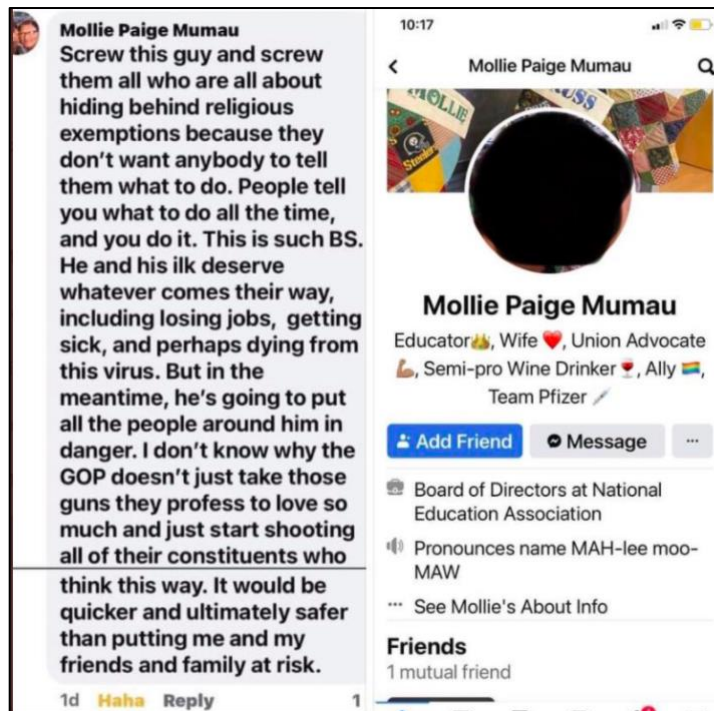 Mollie Paige Mumau
Screw this guy and screw
them all who are all about
hiding behind religious
exemptions because they
don't want anybody to tell
them what to do. People tell
you what to do all the time,
and you do it. This is such BS.
He and his ilk deserve
whatever comes their way,
including losing jobs,  getting
sick, and perhaps dying from
this virus. But in the
meantime, he's going to put
all the people around him in
danger. I don't know why the
GOP doesn't just take those
guns they profess to love so
much and just start shooting
all of their constituents who
think this way. It would be
quicker and ultimately safer
than putting me and my
friends and family at risk.
1d Haha Reply 1
10:17
Mollie Paige Mumau
MOLLIE
Steelers
Mollie Paige Mumau
Educator👑, Wife ❤️, Union Advocate
💪🏽, Semi-pro Wine Drinker 🍷, Ally 🏳️‍🌈,
Team Pfizer 💉
Add Friend
Message
...
Board of Directors at National
Education Association
Pronounces name MAH-lee moo-
MAW
... See Mollie's About Info
Friends
1 mutual friend